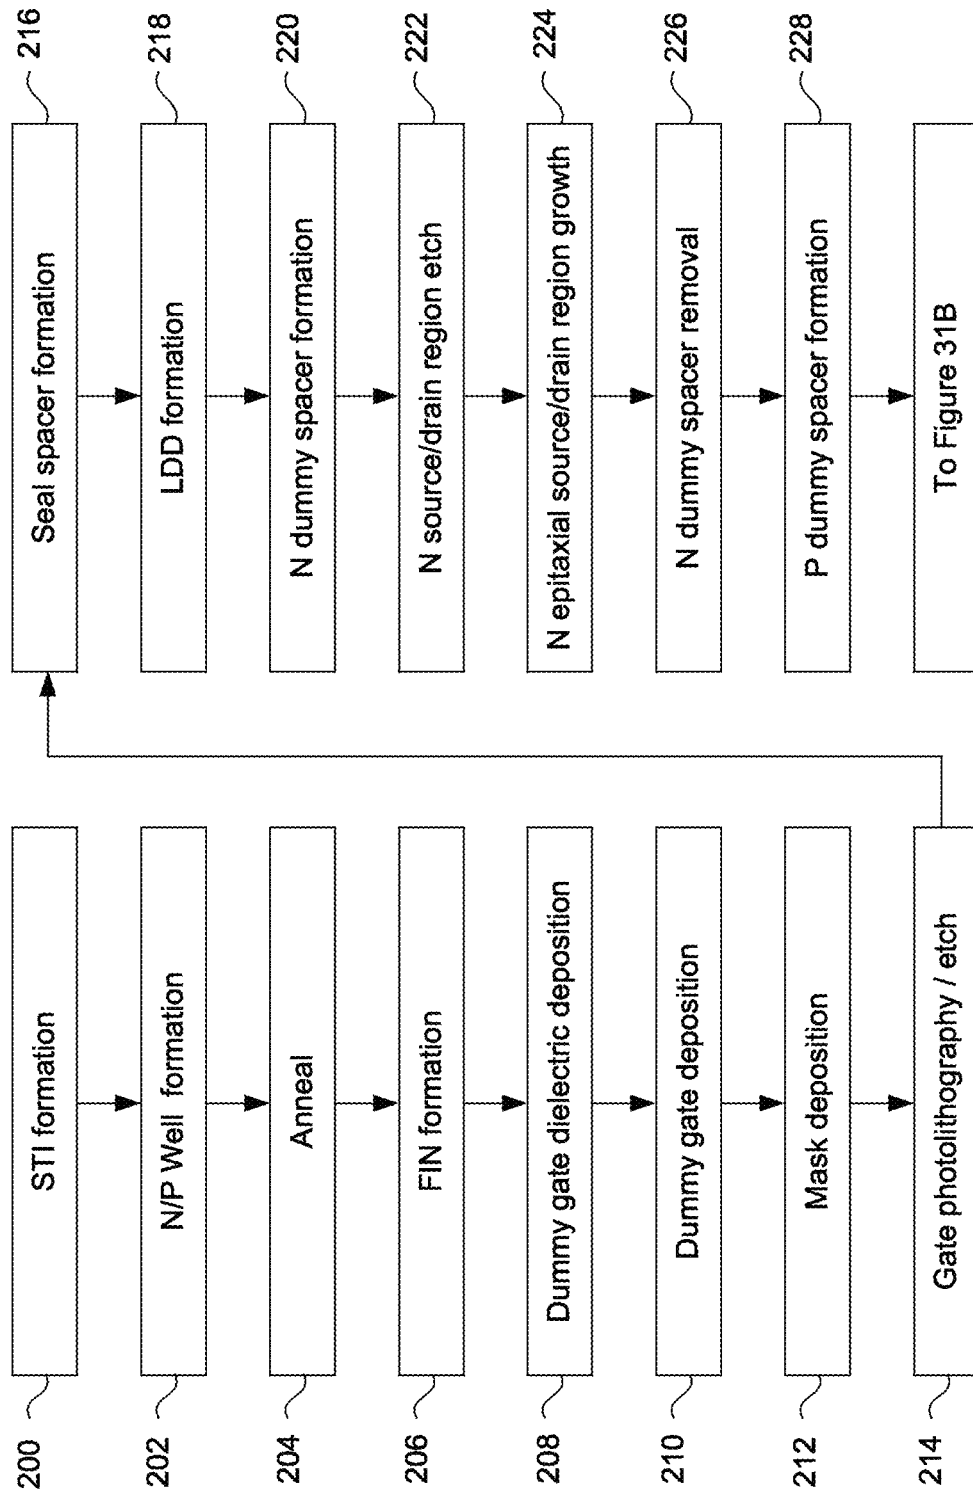 200
STI formation
202
N/P Well formation
204
Anneal
206
FIN formation
208
Dummy gate dielectric deposition
210
Dummy gate deposition
212
Mask deposition
214
Gate photolithography / etch
Seal spacer formation
216
LDD formation
218
N dummy spacer formation
220
N source/drain region etch
222
N epitaxial source/drain region growth
224
N dummy spacer removal
226
P dummy spacer formation
228
To Figure 31B